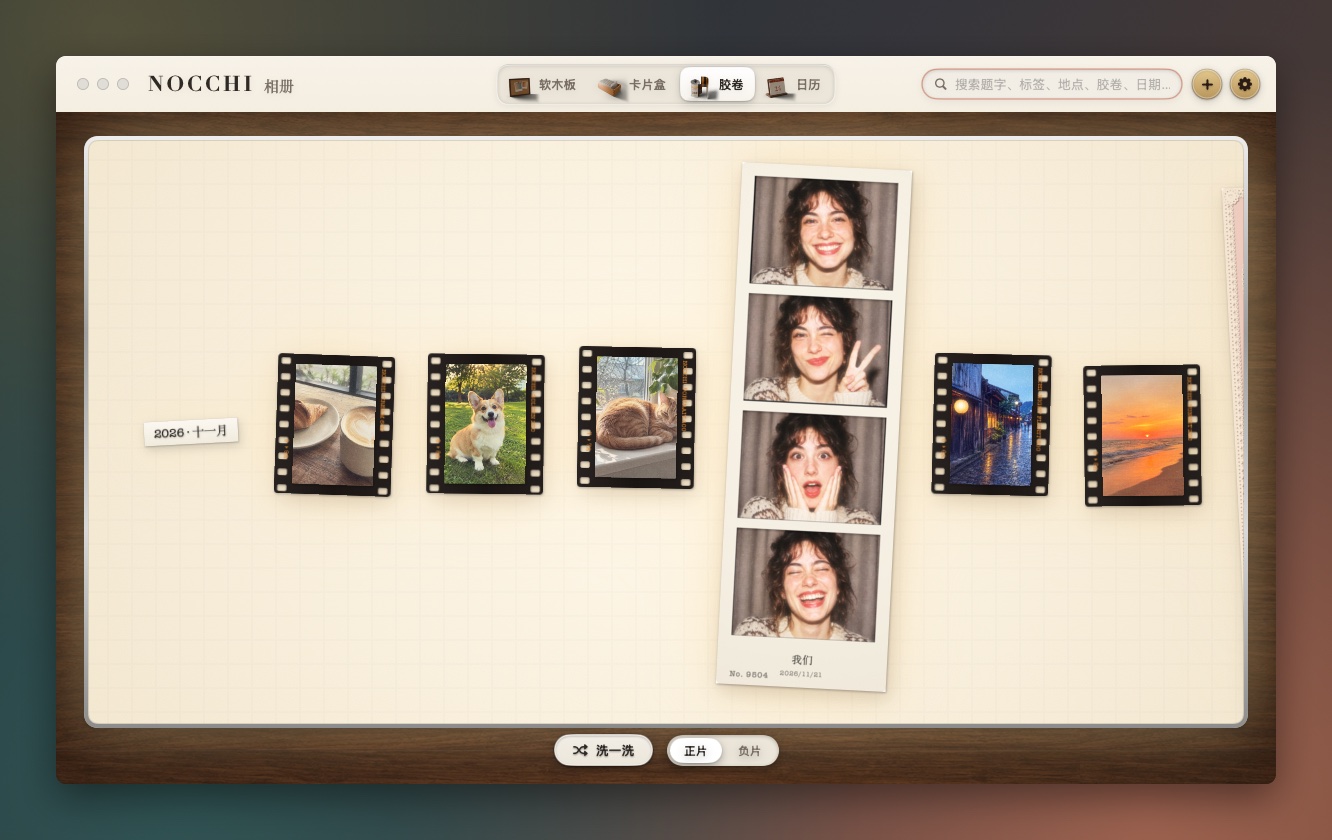 NOCCHI 相册
软木板
卡片盒
胶卷
日历
搜索题字、标签、地点、胶卷、日期...
2026·十一月
我们
No. 9804 2026/11/21
洗一洗
正片
负片